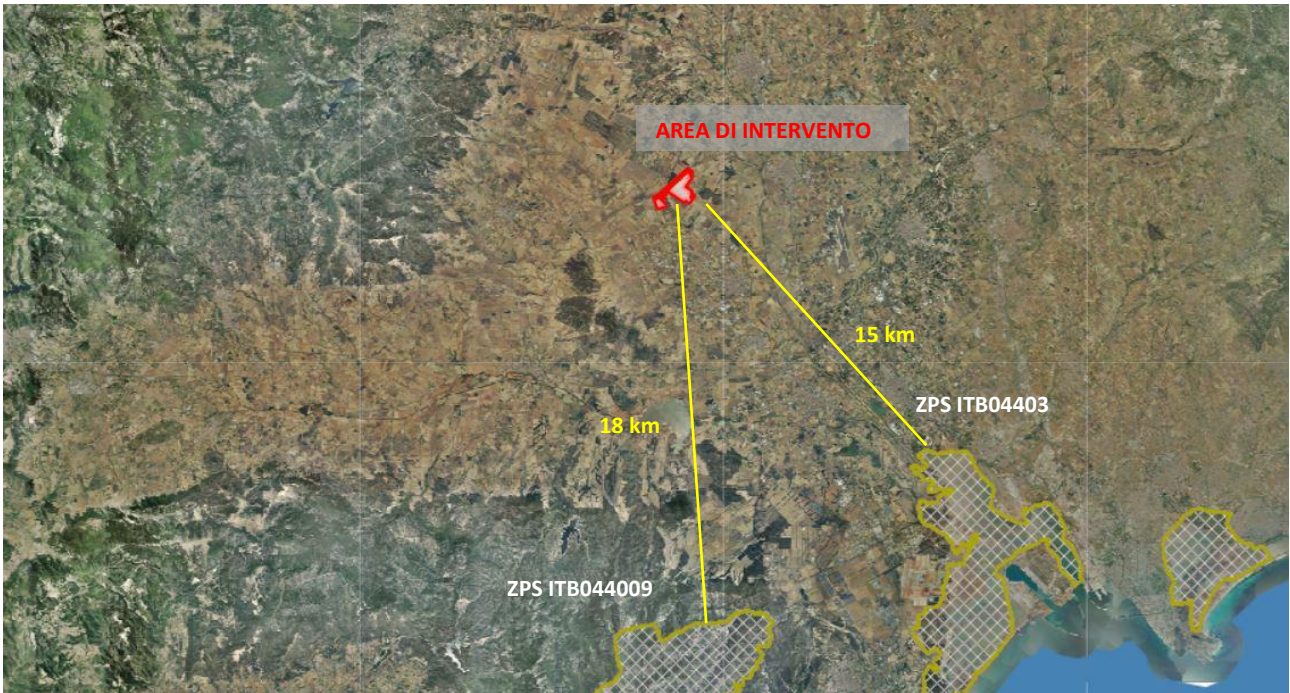 AREA DI INTERVENTO
15 km
ZPS ITB04403
18 km
ZPS ITB044009